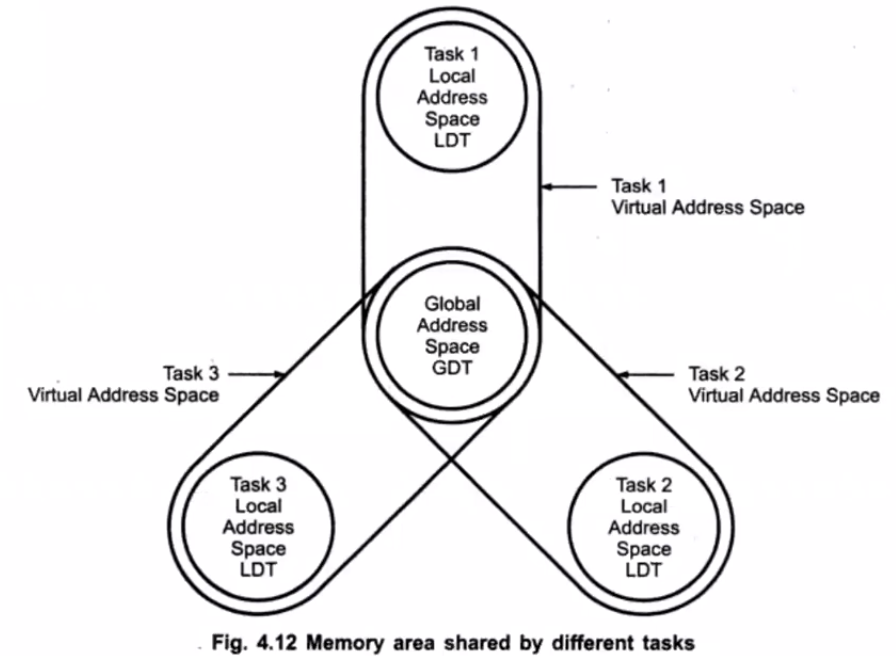 Task 1
Local
Address
Space
LDT
Task 1
Virtual Address Space
Global
Address
Space
GDT
Task 3
Virtual Address Space
Task 2
Virtual Address Space
Task 3
Local
Address
Space
LDT
Task 2
Local
Address
Space
LDT
Fig. 4.12 Memory area shared by different tasks